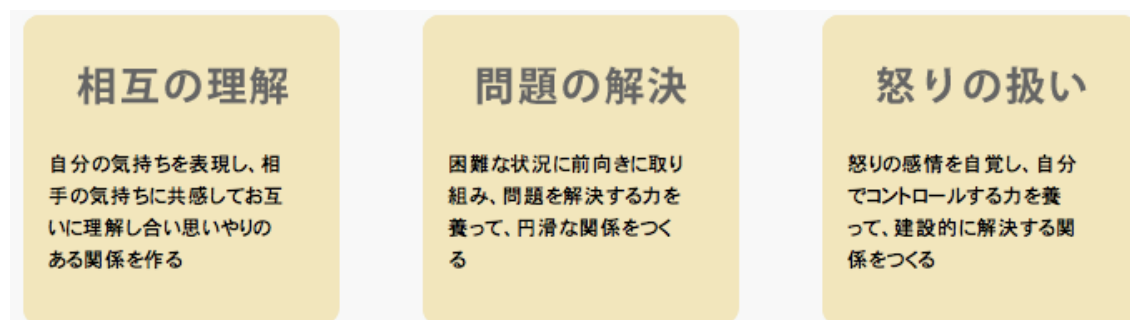 相互の理解
自分の気持ちを表現し、相
手の気持ちに共感してお互
いに理解し合い思いやりの
ある関係を作る
問題の解決
困難な状況に前向きに取り
組み、問題を解決する力を
養って、円滑な関係をつく
る
怒りの扱い
怒りの感情を自覚し、自分
でコントロールする力を養
って、建設的に解決する関
係をつくる